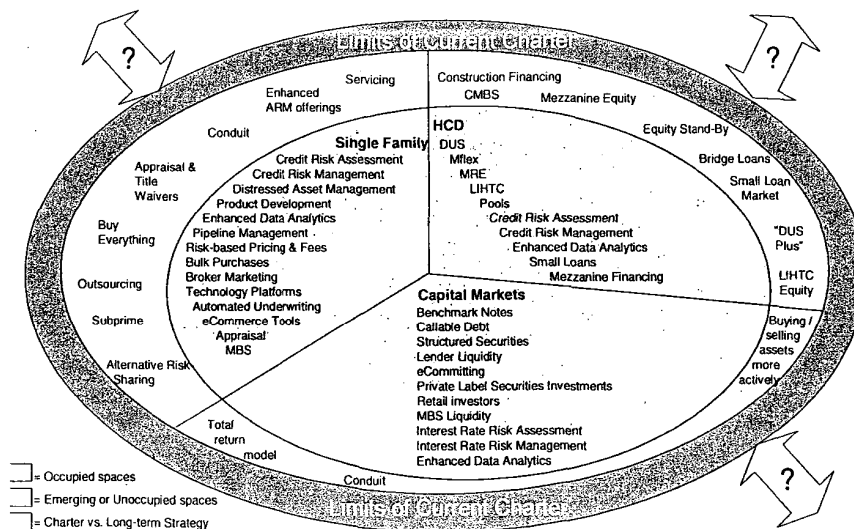 Limits of Current Charter
?
?
Servicing
Enhanced
ARM offerings
Conduit
Appraisal &
Title
Waivers
Buy
Everything
Outsourcing
Subprime
Alternative Risk
Sharing
Construction Financing
CMBS
Mezzanine Equity
Equity Stand-By
Bridge Loans
Small Loan
Market
"DUS
Plus"
LIHTC
Equity
Single Family
Credit Risk Assessment
Credit Risk Management
Distressed Asset Management
Product Development
Enhanced Data Analytics
Pipeline Management
Risk-based Pricing & Fees
Bulk Purchases
Broker Marketing
Technology Platforms
Automated Underwriting
eCommerce Tools
Appraisal
MBS
HCD
DUS
Mflex
MRE
LIHTC
Pools
Credit Risk Assessment
Credit Risk Management
Enhanced Data Analytics
Small Loans
Mezzanine Financing
Capital Markets
Benchmark Notes
Callable Debt
Structured Securities
Lender Liquidity
eCommitting
Private Label Securities Investments
Retail investors
MBS Liquidity
Interest Rate Risk Assessment
Interest Rate Risk Management
Enhanced Data Analytics
Buying /
selling
assets
more
actively
Total
return
model
Conduit
Limits of Current Charter
?
= Occupied spaces
= Emerging or Unoccupied spaces
= Charter vs. Long-term Strategy